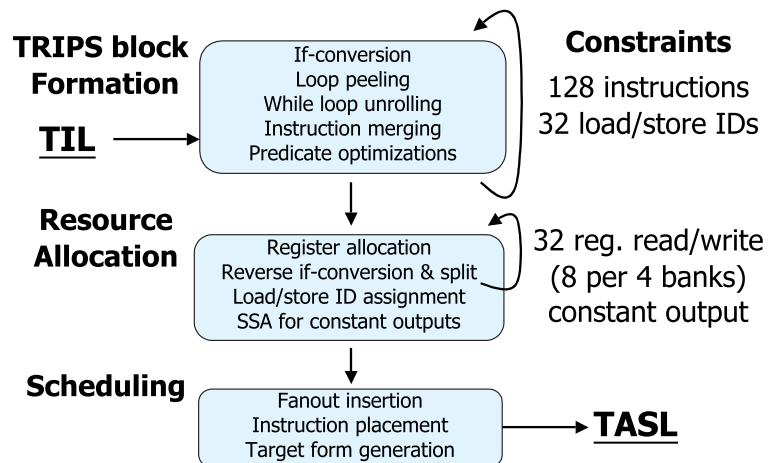 TRIPS block
Formation
TIL
If-conversion
Loop peeling
While loop unrolling
Instruction merging
Predicate optimizations
Constraints
128 instructions
32 load/store IDs
Resource
Allocation
Register allocation
Reverse if-conversion & split
Load/store ID assignment
SSA for constant outputs
32 reg. read/write
(8 per 4 banks)
constant output
Scheduling
Fanout insertion
Instruction placement
Target form generation
TASL